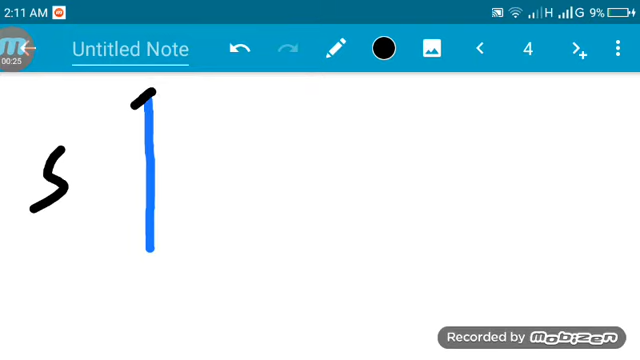 2:11 AM H G 9%
Untitled Note 4
00:25
S
Recorded by mobizen